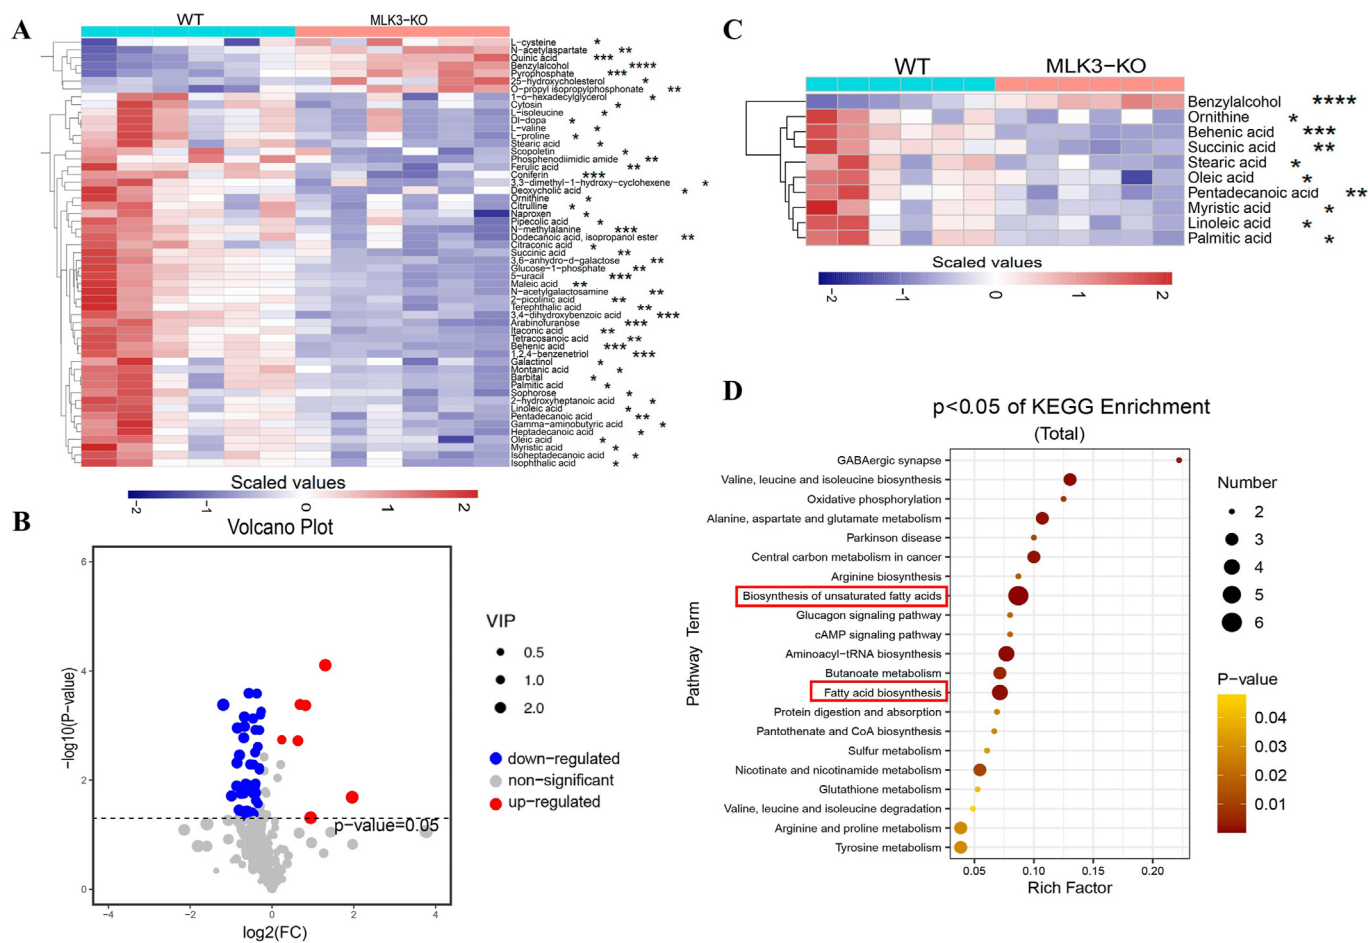 A
WT
MLK3-KO
L-cysteine *
N-acetylaspartate **
Quinic acid ***
Benzylalcohol ****
Pyrophosphate ***
25-hydroxycholesterol *
O-propyl isopropylphosphonate **
1-o-hexadecylglycerol *
Cytosin *
L-isoleucine *
Dl-dopa *
L-valine *
L-proline *
Stearic acid *
Scopoletin *
Phosphenodiimidic amide **
Ferulic acid **
Coniferin ***
3,3-dimethyl-1-hydroxy-cyclohexene *
Deoxycholic acid *
Ornithine *
Citrulline *
Naproxen *
Pipecolic acid *
N-methylalanine ***
Dodecanoic acid, isopropanol ester **
Citraconic acid *
Succinic acid **
3,6-anhydro-d-galactose **
Glucose-1-phosphate **
5-uracil ***
Maleic acid **
N-acetylgalactosamine **
2-picolinic acid **
Terephthalic acid **
3,4-dihydroxybenzoic acid ***
Arabinofuranose ***
Itaconic acid **
Tetracosanoic acid **
Behenic acid ***
1,2,4-benzenetriol ***
Galactinol *
Montanic acid *
Barbital *
Palmitic acid *
Sophorose *
2-hydroxyheptanoic acid *
Linoleic acid *
Pentadecanoic acid **
Gamma-aminobutyric acid *
Heptadecanoic acid *
Oleic acid *
Myristic acid *
Isoheptadecanoic acid *
Isophthalic acid *
Scaled values
-2 -1 0 1 2
B
Volcano Plot
6
4
2
0
-log10(P-value)
p-value=0.05
-4 -2 0 2 4
log2(FC)
VIP
0.5
1.0
2.0
down-regulated
non-significant
up-regulated
C
WT
MLK3-KO
Benzylalcohol ****
Ornithine *
Behenic acid ***
Succinic acid **
Stearic acid *
Oleic acid *
Pentadecanoic acid **
Myristic acid *
Linoleic acid *
Palmitic acid *
Scaled values
-2 -1 0 1 2
D
p<0.05 of KEGG Enrichment
(Total)
Pathway Term
GABAergic synapse
Valine, leucine and isoleucine biosynthesis
Oxidative phosphorylation
Alanine, aspartate and glutamate metabolism
Parkinson disease
Central carbon metabolism in cancer
Arginine biosynthesis
Biosynthesis of unsaturated fatty acids
Glucagon signaling pathway
cAMP signaling pathway
Aminoacyl-tRNA biosynthesis
Butanoate metabolism
Fatty acid biosynthesis
Protein digestion and absorption
Pantothenate and CoA biosynthesis
Sulfur metabolism
Nicotinate and nicotinamide metabolism
Glutathione metabolism
Valine, leucine and isoleucine degradation
Arginine and proline metabolism
Tyrosine metabolism
0.05 0.10 0.15 0.20
Rich Factor
Number
2
3
4
5
6
P-value
0.04
0.03
0.02
0.01